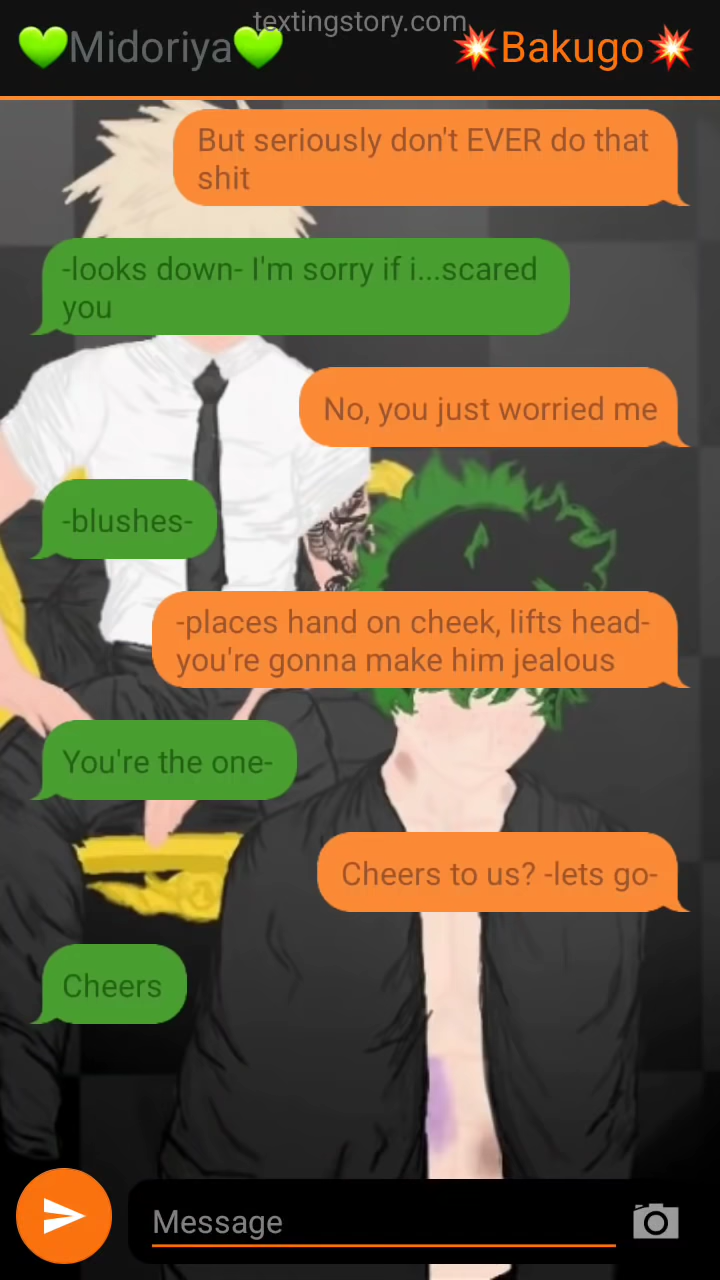 textingstory.com
💚Midoriya💚
💥Bakugo💥
But seriously don't EVER do that
shit
-looks down- I'm sorry if i...scared
you
No, you just worried me
-blushes-
-places hand on cheek, lifts head-
you're gonna make him jealous
You're the one-
Cheers to us? -lets go-
Cheers
Message